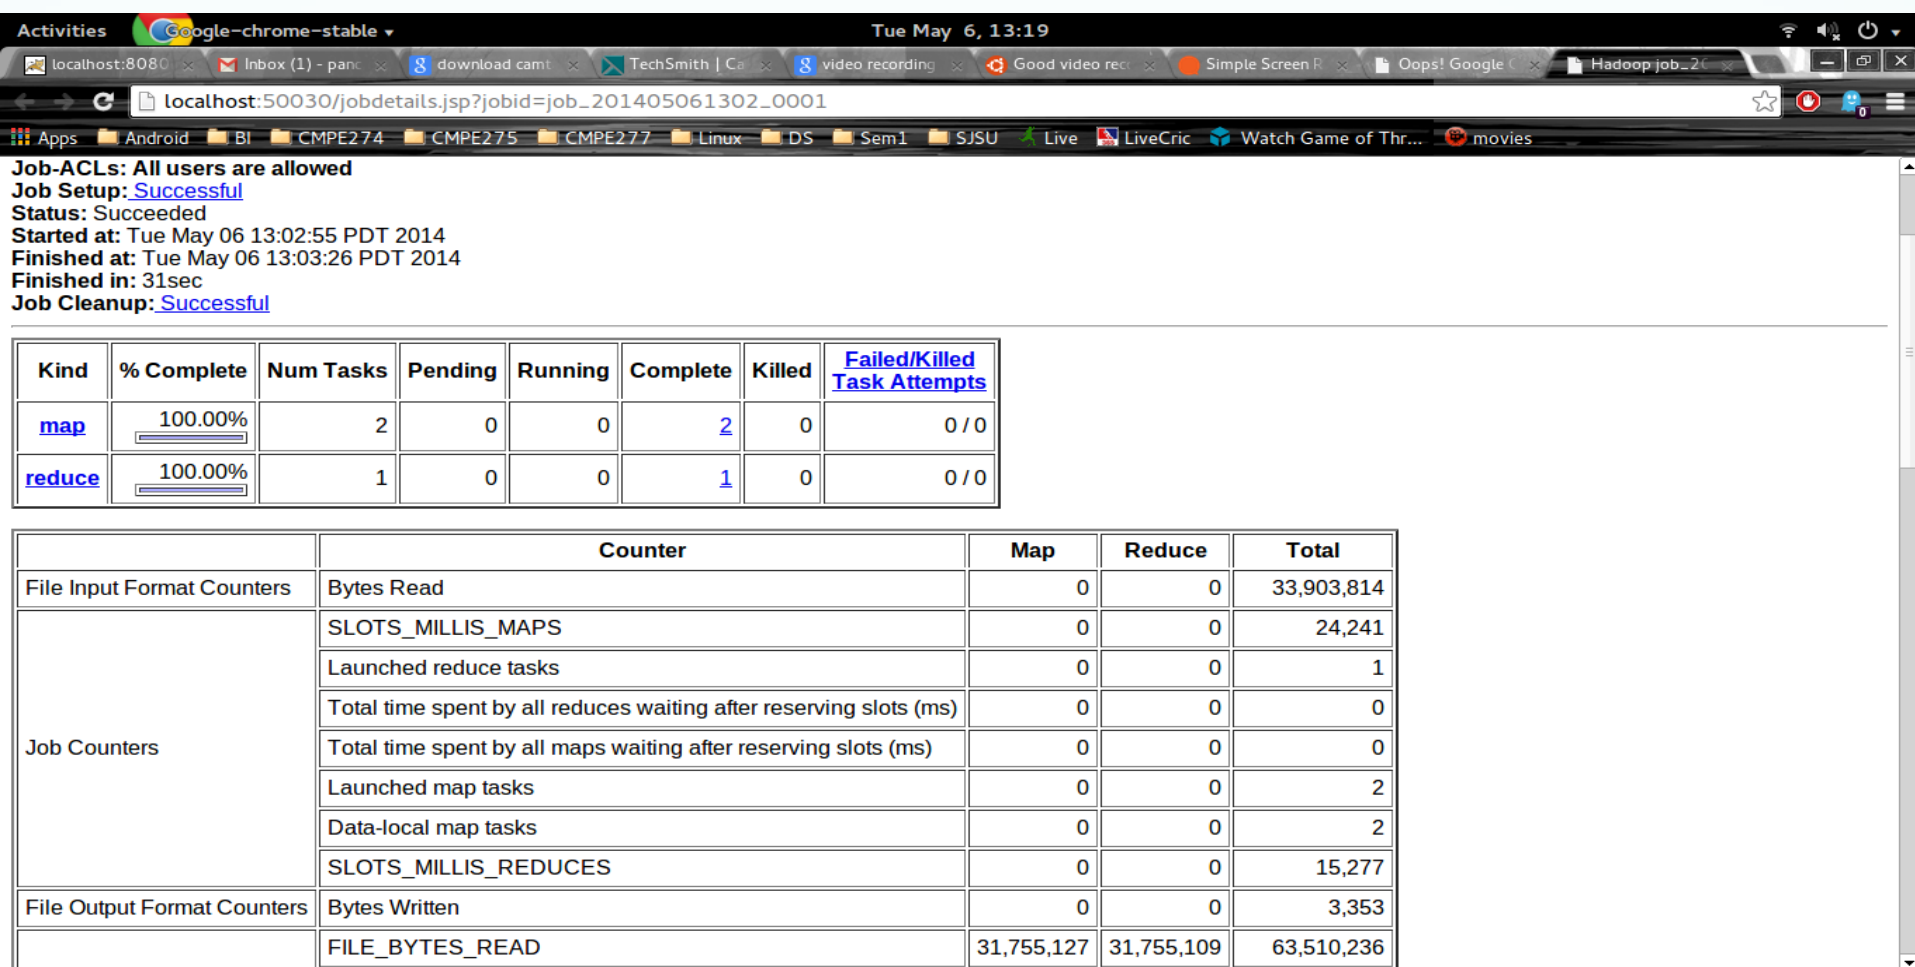 Activities Google-chrome-stable Tue May 6, 13:19
localhost:8080 Inbox (1) - panc download camt TechSmith | Ca video recording Good video rec Simple Screen R Oops! Google C Hadoop job_20
localhost:50030/jobdetails.jsp?jobid=job_201405061302_0001
Apps Android BI CMPE274 CMPE275 CMPE277 Linux DS Sem1 SJSU Live LiveCric Watch Game of Thr... movies
Job-ACLs: All users are allowed
Job Setup: Successful
Status: Succeeded
Started at: Tue May 06 13:02:55 PDT 2014
Finished at: Tue May 06 13:03:26 PDT 2014
Finished in: 31sec
Job Cleanup: Successful
Kind % Complete Num Tasks Pending Running Complete Killed Failed/Killed
Task Attempts
map 100.00% 2 0 0 2 0 0 / 0
reduce 100.00% 1 0 0 1 0 0 / 0
Counter Map Reduce Total
File Input Format Counters Bytes Read 0 0 33,903,814
SLOTS_MILLIS_MAPS 0 0 24,241
Launched reduce tasks 0 0 1
Total time spent by all reduces waiting after reserving slots (ms) 0 0 0
Job Counters Total time spent by all maps waiting after reserving slots (ms) 0 0 0
Launched map tasks 0 0 2
Data-local map tasks 0 0 2
SLOTS_MILLIS_REDUCES 0 0 15,277
File Output Format Counters Bytes Written 0 0 3,353
FILE_BYTES_READ 31,755,127 31,755,109 63,510,236